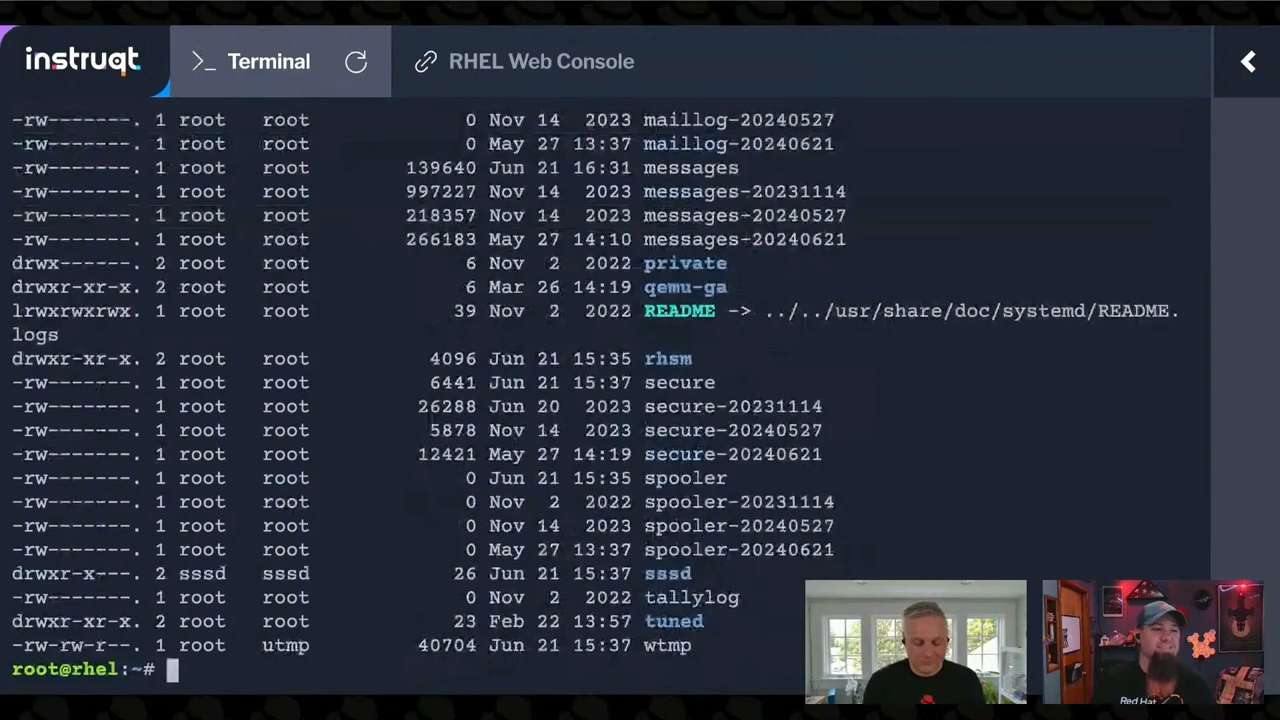 instruqt >_ Terminal RHEL Web Console
-rw-------. 1 root root 0 Nov 14 2023 maillog-20240527
-rw-------. 1 root root 0 May 27 13:37 maillog-20240621
-rw-------. 1 root root 139640 Jun 21 16:31 messages
-rw-------. 1 root root 997227 Nov 14 2023 messages-20231114
-rw-------. 1 root root 218357 Nov 14 2023 messages-20240527
-rw-------. 1 root root 266183 May 27 14:10 messages-20240621
drwx------. 2 root root 6 Nov 2 2022 private
drwxr-xr-x. 2 root root 6 Mar 26 14:19 qemu-ga
lrwxrwxrwx. 1 root root 39 Nov 2 2022 README -> ../../usr/share/doc/systemd/README.
logs
drwxr-xr-x. 2 root root 4096 Jun 21 15:35 rhsm
-rw-------. 1 root root 6441 Jun 21 15:37 secure
-rw-------. 1 root root 26288 Jun 20 2023 secure-20231114
-rw-------. 1 root root 5878 Nov 14 2023 secure-20240527
-rw-------. 1 root root 12421 May 27 14:19 secure-20240621
-rw-------. 1 root root 0 Jun 21 15:35 spooler
-rw-------. 1 root root 0 Nov 2 2022 spooler-20231114
-rw-------. 1 root root 0 Nov 14 2023 spooler-20240527
-rw-------. 1 root root 0 May 27 13:37 spooler-20240621
drwxr-x---. 2 sssd sssd 26 Jun 21 15:37 sssd
-rw-------. 1 root root 0 Nov 2 2022 tallylog
drwxr-xr-x. 2 root root 23 Feb 22 13:57 tuned
-rw-rw-r--. 1 root utmp 40704 Jun 21 15:37 wtmp
root@rhel:~#
Red Hat